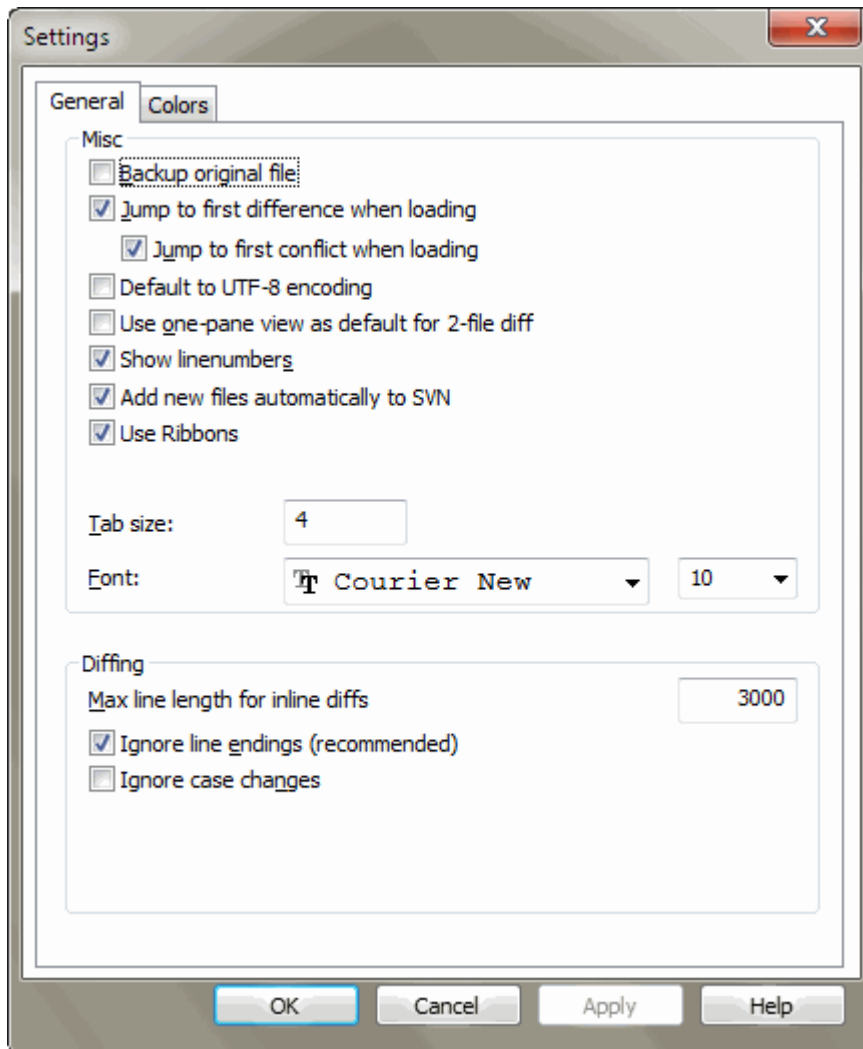 Settings
General
Colors
Misc
Backup original file
Jump to first difference when loading
Jump to first conflict when loading
Default to UTF-8 encoding
Use one-pane view as default for 2-file diff
Show linenumbers
Add new files automatically to SVN
Use Ribbons
Tab size: 4
Font: Courier New 10
Diffing
Max line length for inline diffs 3000
Ignore line endings (recommended)
Ignore case changes
OK Cancel Apply Help